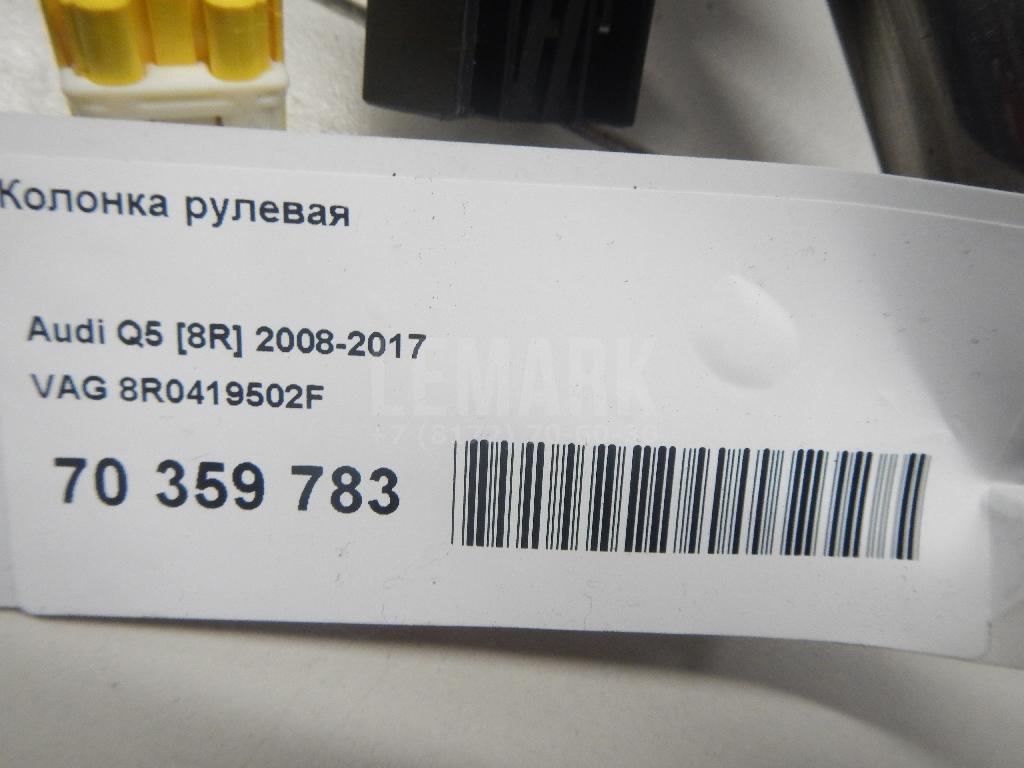 Колонка рулевая
Audi Q5 [8R] 2008-2017
VAG 8R0419502F
LEMARK
70 359 783